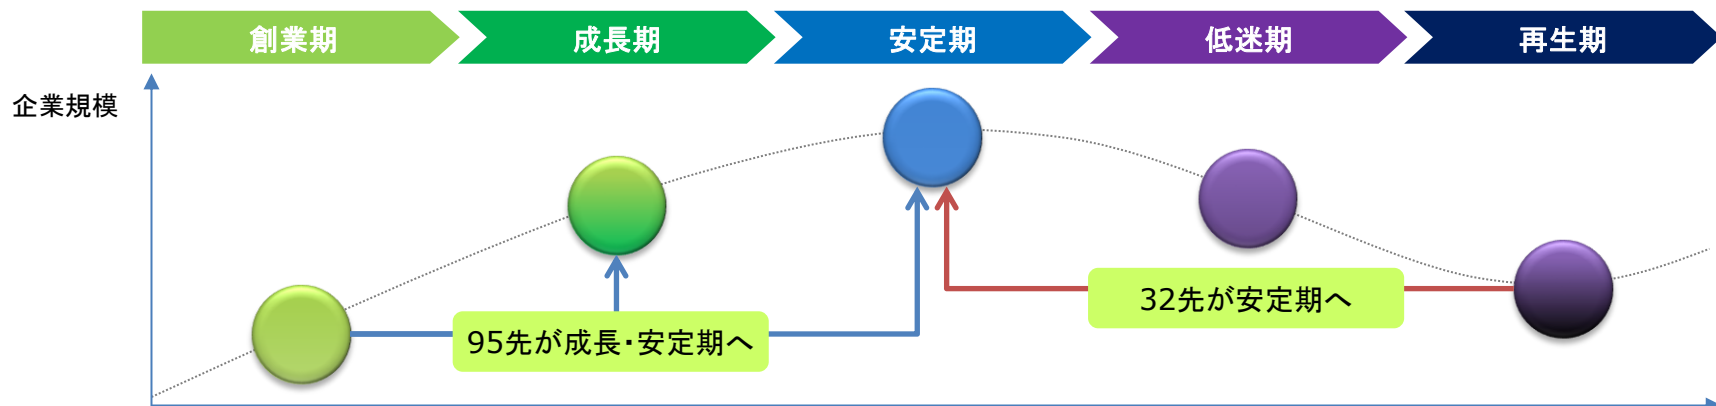 創業期
成長期
安定期
低迷期
再生期
企業規模
32先が安定期へ
95先が成長・安定期へ